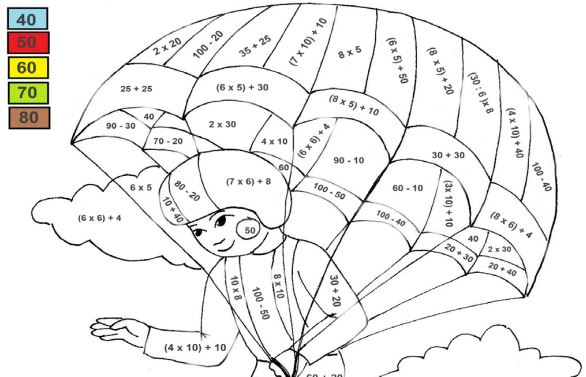 40
50
60
70
80
2 x 20
100 - 20
35 + 25
(7 x 10) + 10
8 x 5
(6 x 5) + 50
(8 x 5) + 20
(30 : 6) x 8
(4 x 10) + 40
100 - 40
25 + 25
(6 x 5) + 30
(8 x 5) + 10
30 + 30
(8 x 6) + 4
90 - 30
40
70 - 20
2 x 30
4 x 10
(6 x 6) + 4
90 - 10
60 - 10
(3x 10) + 10
60
100 - 50
100 - 40
40
20 + 30
2 x 30
20 + 40
6 x 5
(6 x 6) + 4
80 - 20
10 + 40
(7 x 6) + 8
50
10 x 8
100 - 50
8 x 10
30 + 20
(4 x 10) + 10